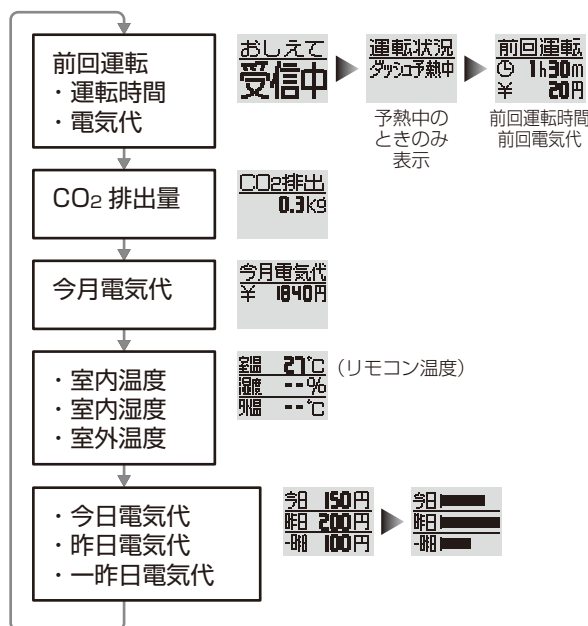 前回運転
・運転時間
・電気代
おしえて
受信中
運転状況
ダッシュ予熱中
予熱中の
ときのみ
表示
前回運転
1h30m
¥ 20円
前回運転時間
前回電気代
CO2 排出量
CO2排出
0.3kg
今月電気代
今月電気代
¥ 1840円
・室内温度
・室内湿度
・室外温度
室温 27℃
湿度 --%
外温 --℃
(リモコン温度)
・今日電気代
・昨日電気代
・一昨日電気代
今日 150円
昨日 200円
一昨日 100円
今日
昨日
一昨日